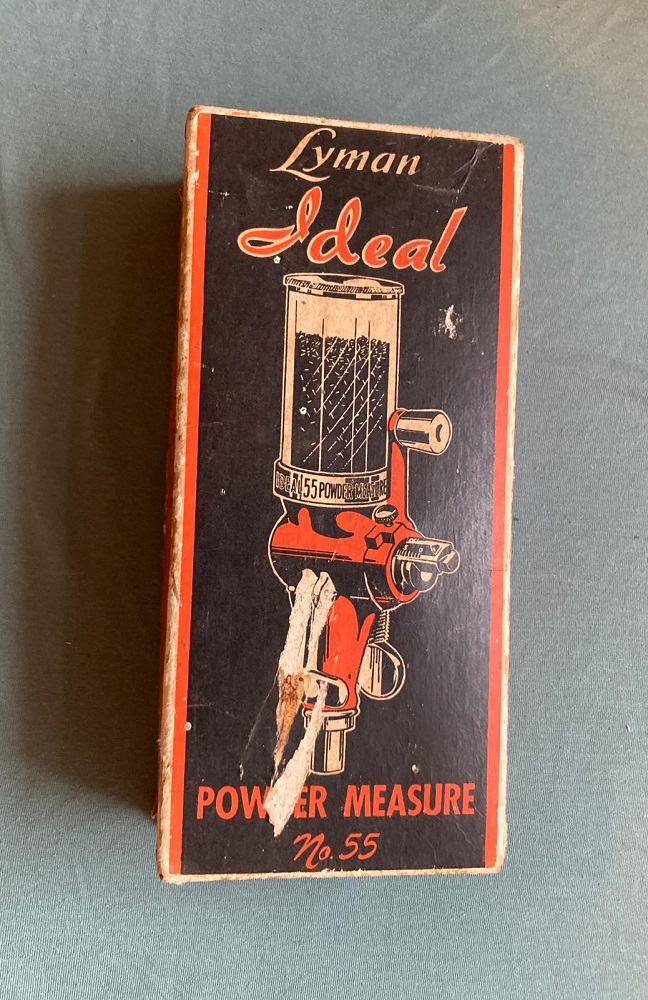 Lyman
Ideal
IDEAL 55 POWDER MEASURE
POWDER MEASURE
No. 55